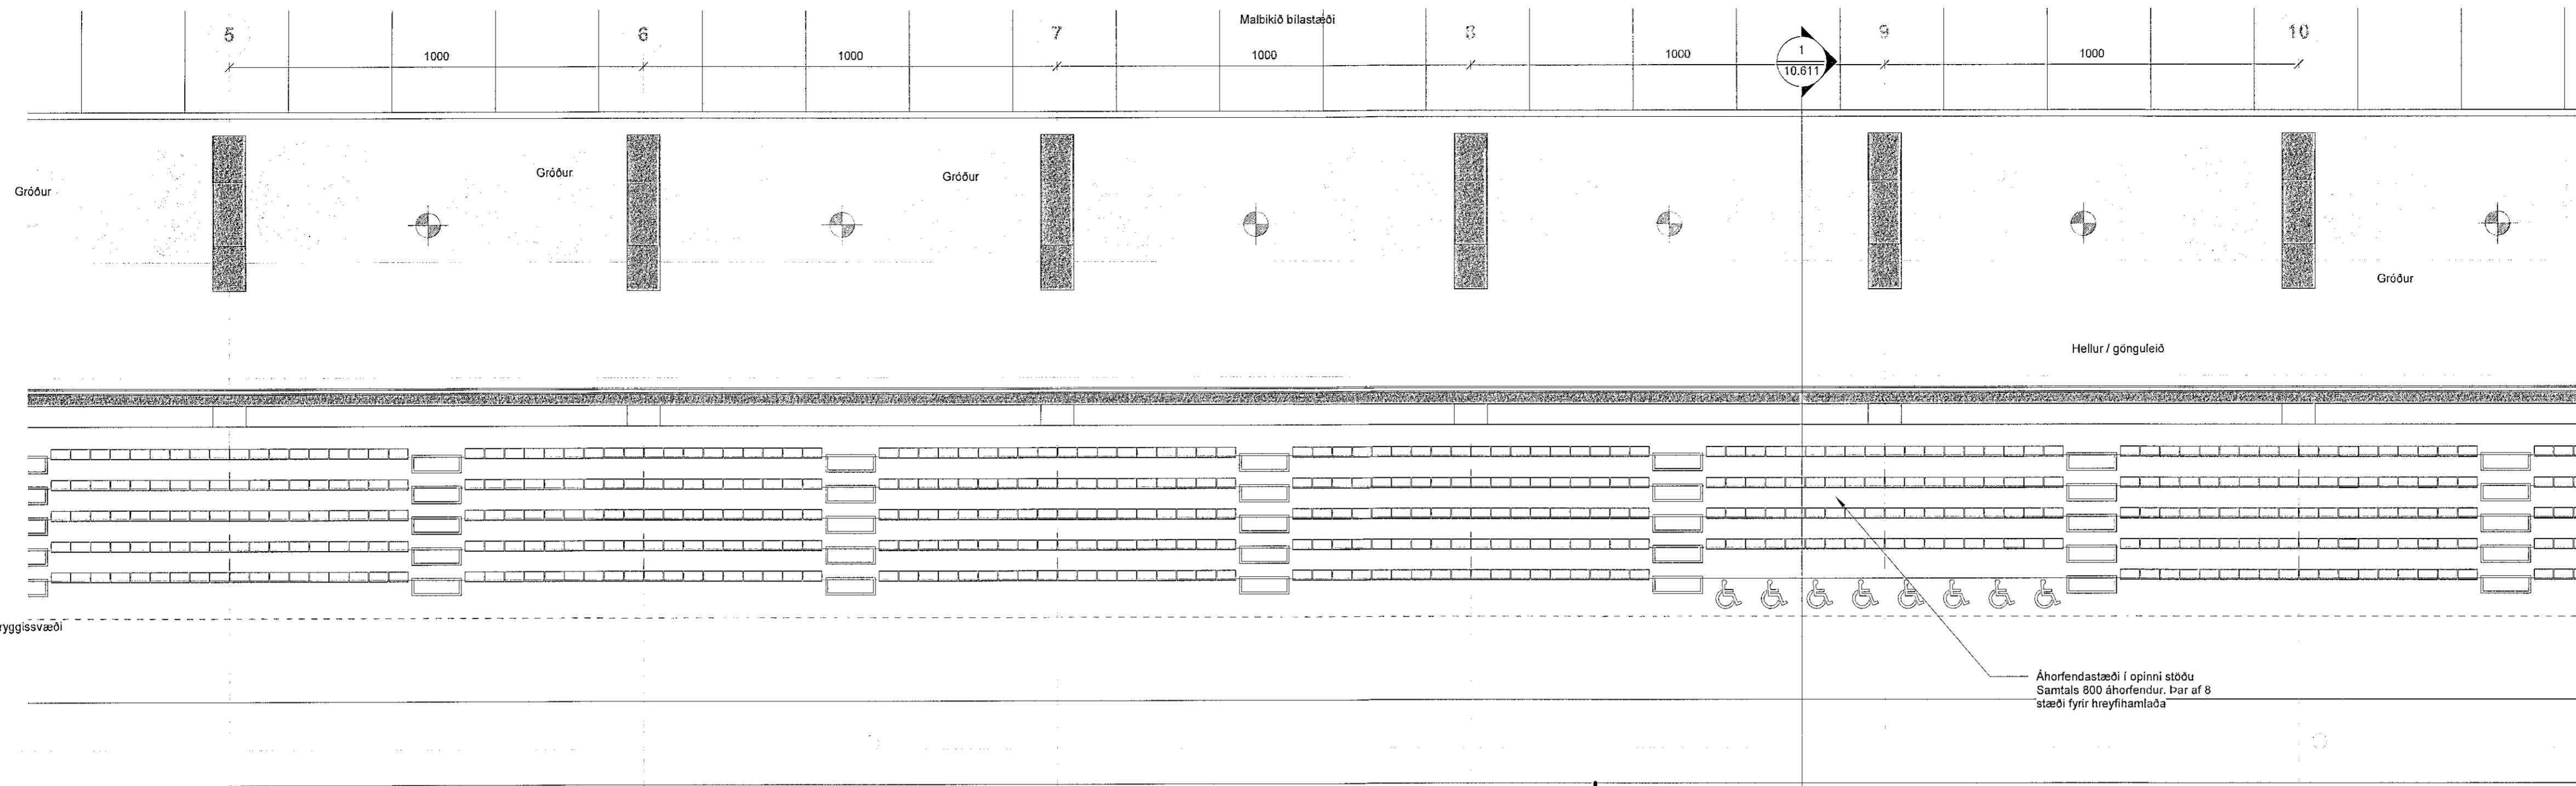 Malbikið bílastæði
5
6
7
8
9
10
1000
1000
1000
1000
1000
1
10.611
Gróður
Gróður
Gróður
Gróður
Hellur / gönguleið
ryggissvæði
Áhorfendastæði í opinni stöðu
Samtals 800 áhorfendur. Þar af 8
stæði fyrir hreyfihamlaða